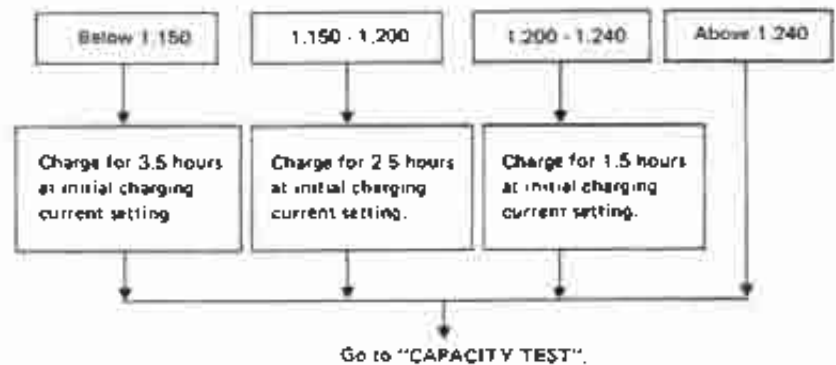 Below 1.150
1.150 - 1.200
1.200 - 1.240
Above 1.240
Charge for 3.5 hours
at initial charging
current setting
Charge for 2.5 hours
at initial charging
current setting.
Charge for 1.5 hours
at initial charging
current setting.
Go to "CAPACITY TEST".